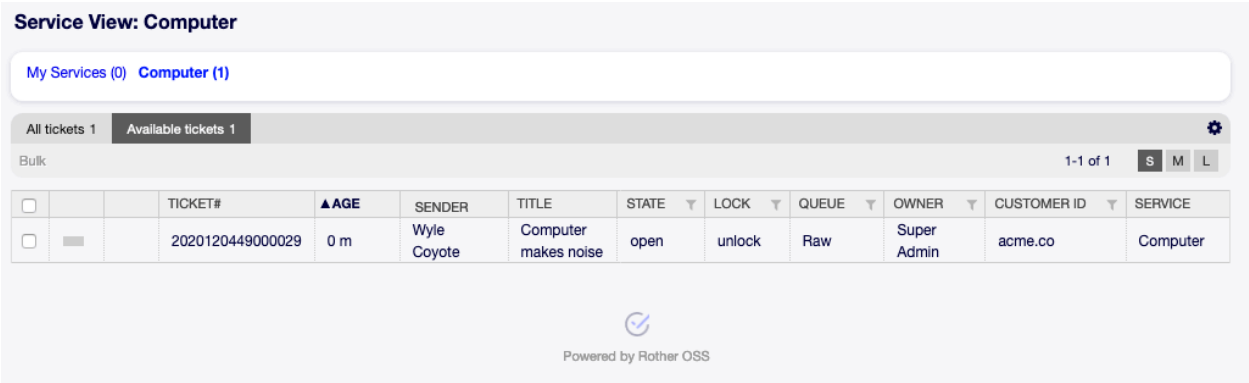 Service View: Computer
My Services (0) Computer (1)
All tickets 1 Available tickets 1
Bulk 1-1 of 1 S M L
TICKET# ▲AGE SENDER TITLE STATE LOCK QUEUE OWNER CUSTOMER ID SERVICE
2020120449000029 0 m Wyle Coyote Computer makes noise open unlock Raw Super Admin acme.co Computer
Powered by Rother OSS